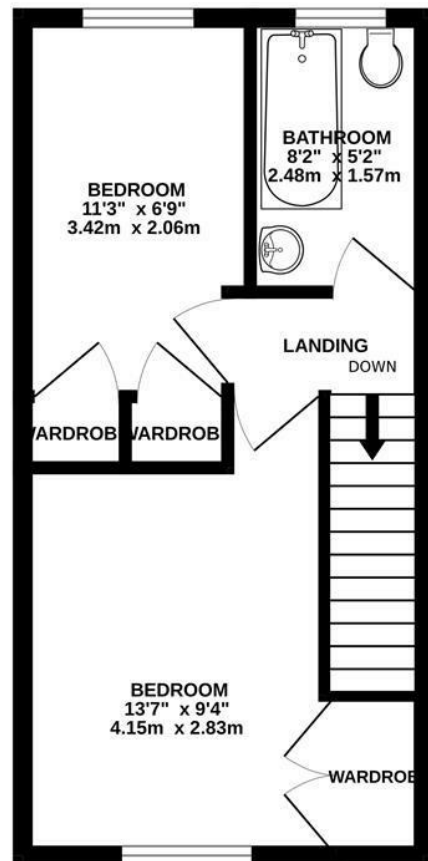 BATHROOM
8'2" x 5'2"
2.48m x 1.57m
BEDROOM
11'3" x 6'9"
3.42m x 2.06m
LANDING
DOWN
WARDROB
WARDROB
BEDROOM
13'7" x 9'4"
4.15m x 2.83m
WARDROB